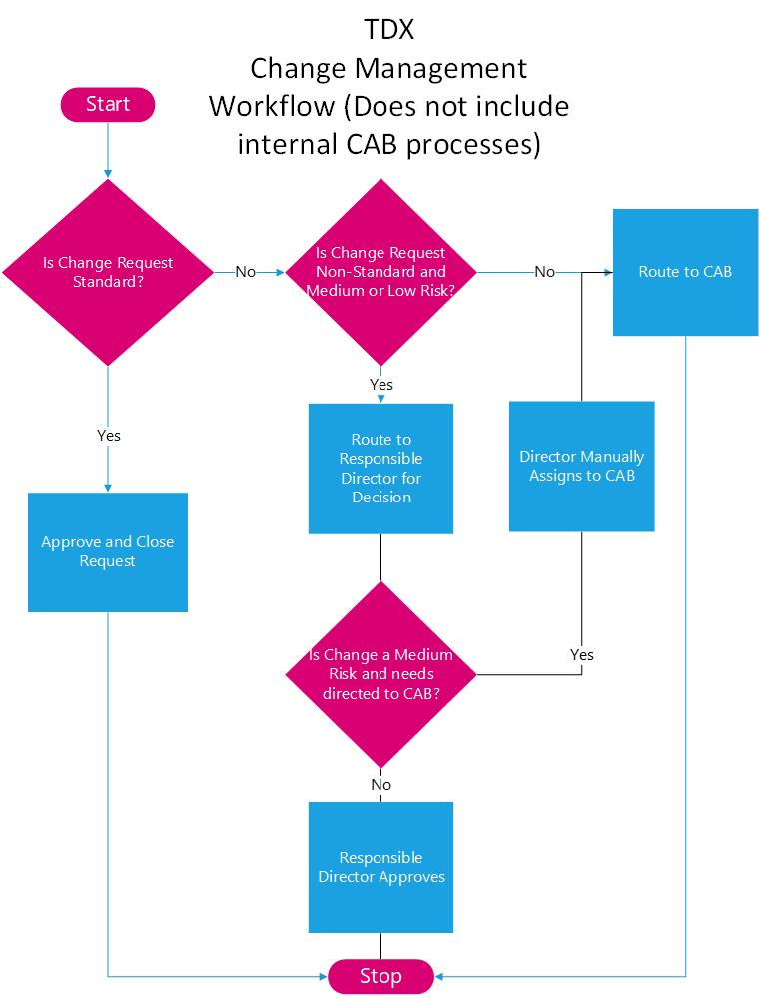 TDX
Change Management
Workflow (Does not include
internal CAB processes)
Start
Is Change Request
Standard?
No
Is Change Request
Non-Standard and
Medium or Low Risk?
No
Route to CAB
Yes
Yes
Route to
Responsible
Director for
Decision
Director Manually
Assigns to CAB
Approve and Close
Request
Is Change a Medium
Risk and needs
directed to CAB?
Yes
No
Responsible
Director Approves
Stop